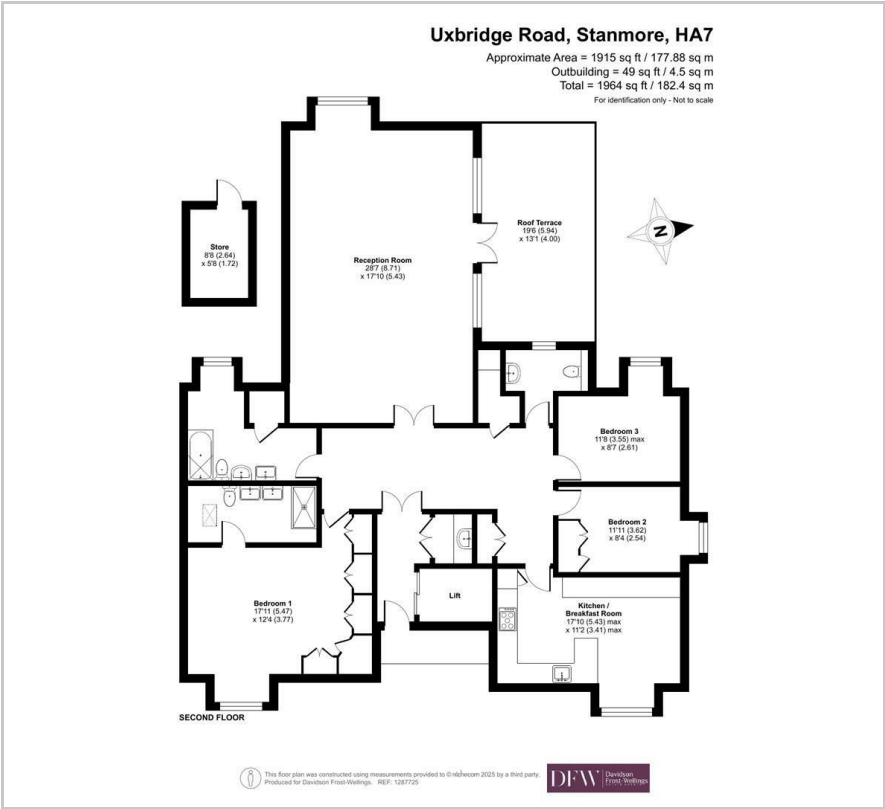 Uxbridge Road, Stanmore, HA7
Approximate Area = 1915 sq ft / 177.88 sq m
Outbuilding = 49 sq ft / 4.5 sq m
Total = 1964 sq ft / 182.4 sq m
For identification only - Not to scale
Store
8'8 (2.64)
x 5'8 (1.72)
Reception Room
28'7 (8.71)
x 17'10 (5.43)
Roof Terrace
19'6 (5.94)
x 13'1 (4.00)
N
Bedroom 3
11'8 (3.55) max
x 8'7 (2.61)
Bedroom 2
11'11 (3.62)
x 8'4 (2.54)
Bedroom 1
17'11 (5.47)
x 12'4 (3.77)
Lift
Kitchen /
Breakfast Room
17'10 (5.43) max
x 11'2 (3.41) max
SECOND FLOOR
This floor plan was constructed using measurements provided to © nichecom 2025 by a third party.
Produced for Davidson Frost-Wellings. REF: 1287725
DFW
Davidson
Frost-Wellings